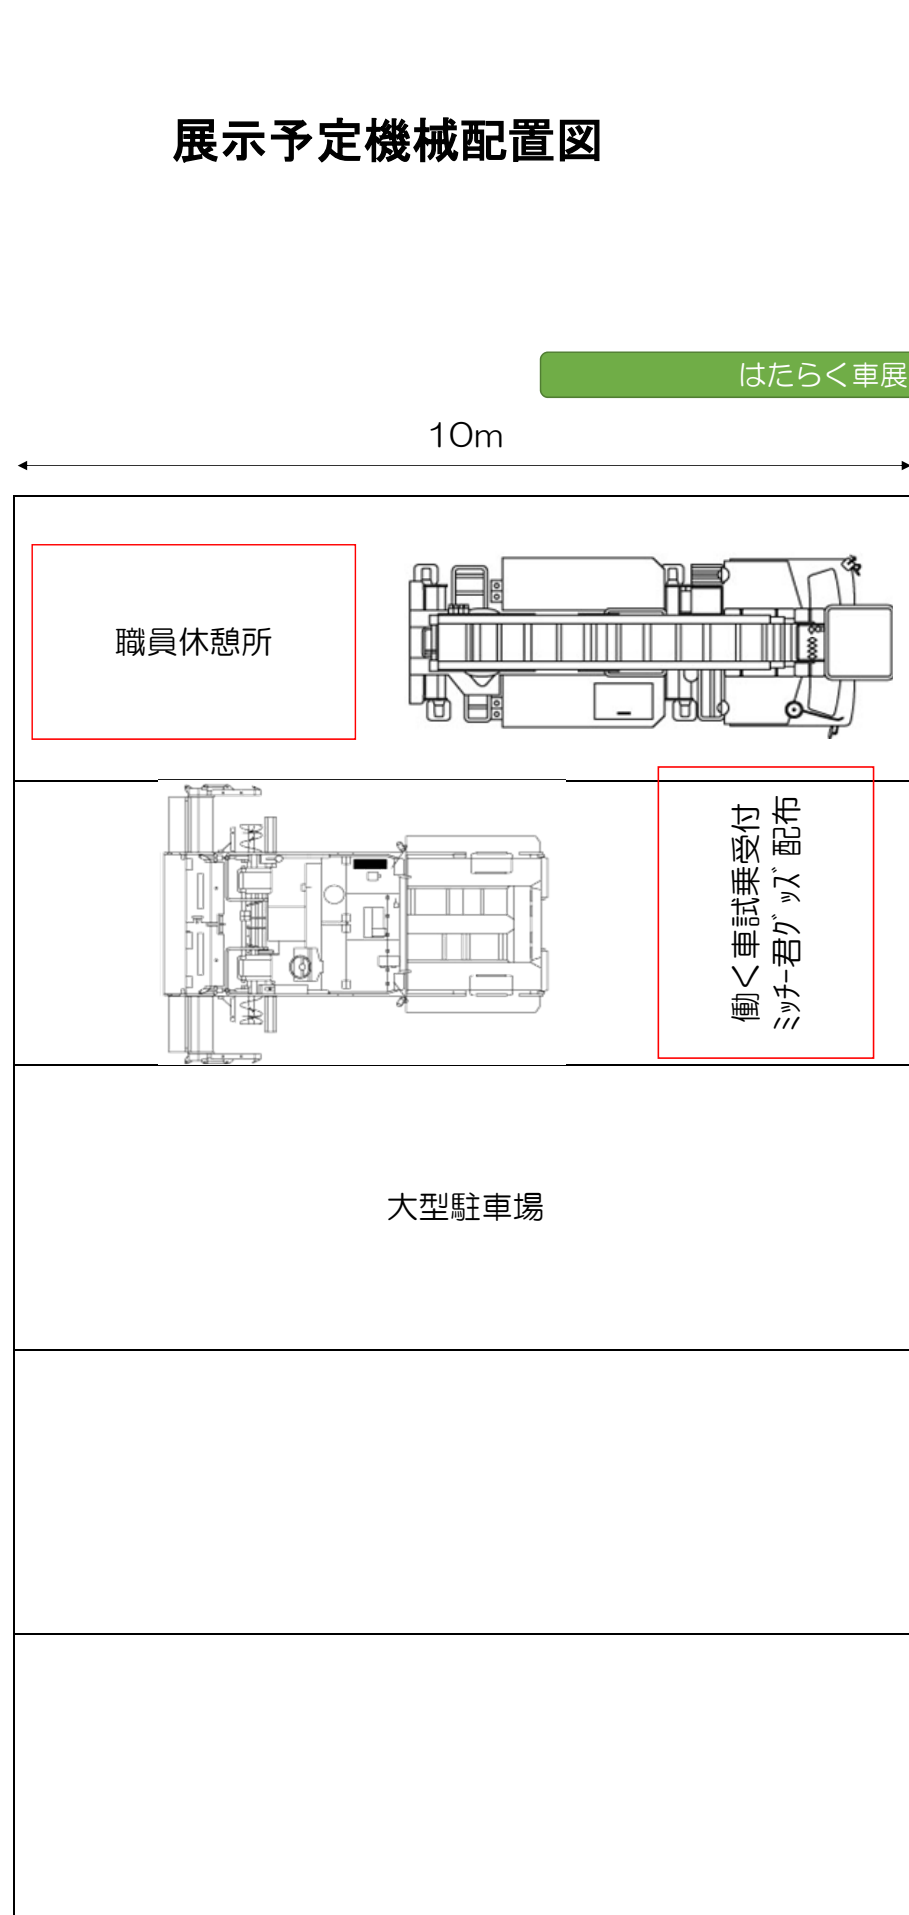 展示予定機械配置図
はたらく車展
10m
職員休憩所
働く車試乗受付
ﾐｯﾁｰ君ｸﾞｯｽﾞ配布
大型駐車場